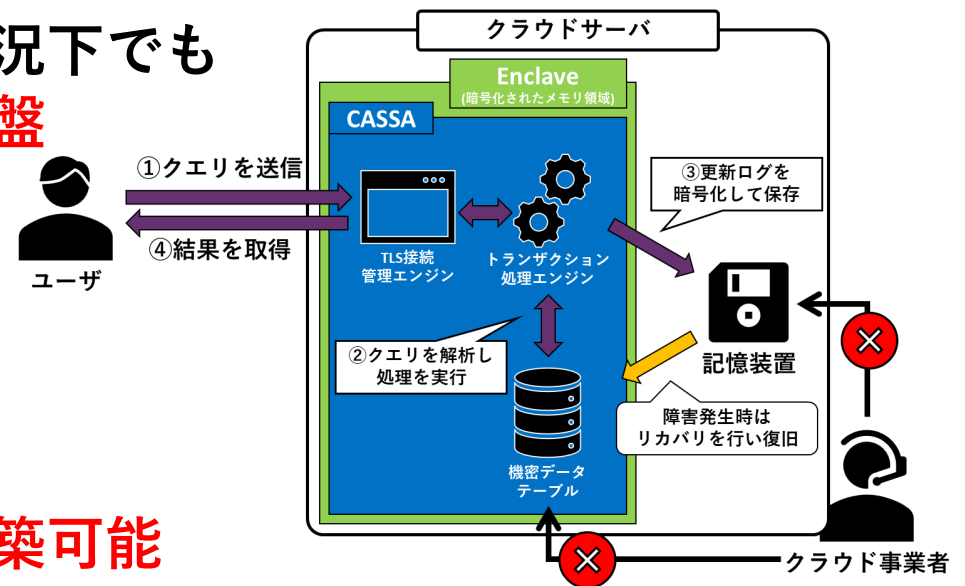 況下でも
盤
クラウドサーバ
Enclave
(暗号化されたメモリ領域)
CASSA
①クエリを送信
④結果を取得
ユーザ
TLS接続
管理エンジン
トランザクション
処理エンジン
③更新ログを
暗号化して保存
②クエリを解析し
処理を実行
記憶装置
障害発生時は
リカバリを行い復旧
機密データ
テーブル
築可能
クラウド事業者